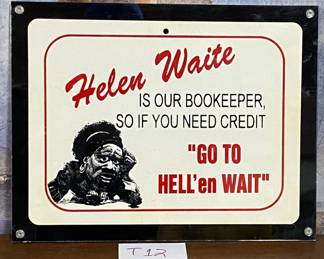 Helen Waite
IS OUR BOOKEEPER,
SO IF YOU NEED CREDIT
"GO TO
HELL'en WAIT"
T12